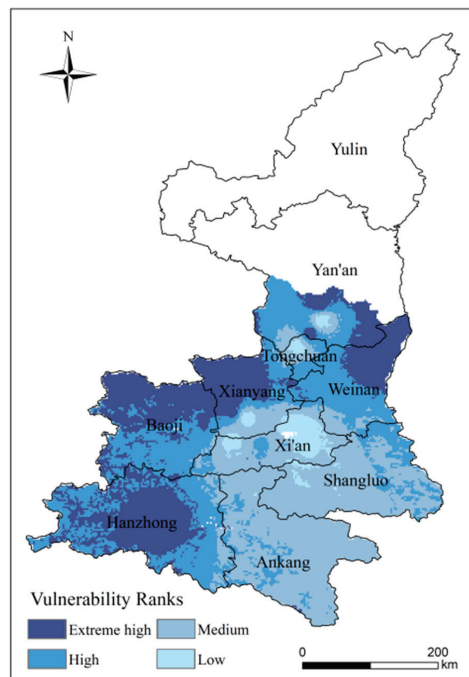 N
Yulin
Yan'an
Tongchuan
Xianyang
Weinan
Baoji
Xi'an
Shangluo
Hanzhong
Ankang
Vulnerability Ranks
Extreme high
Medium
High
Low
0
200
km